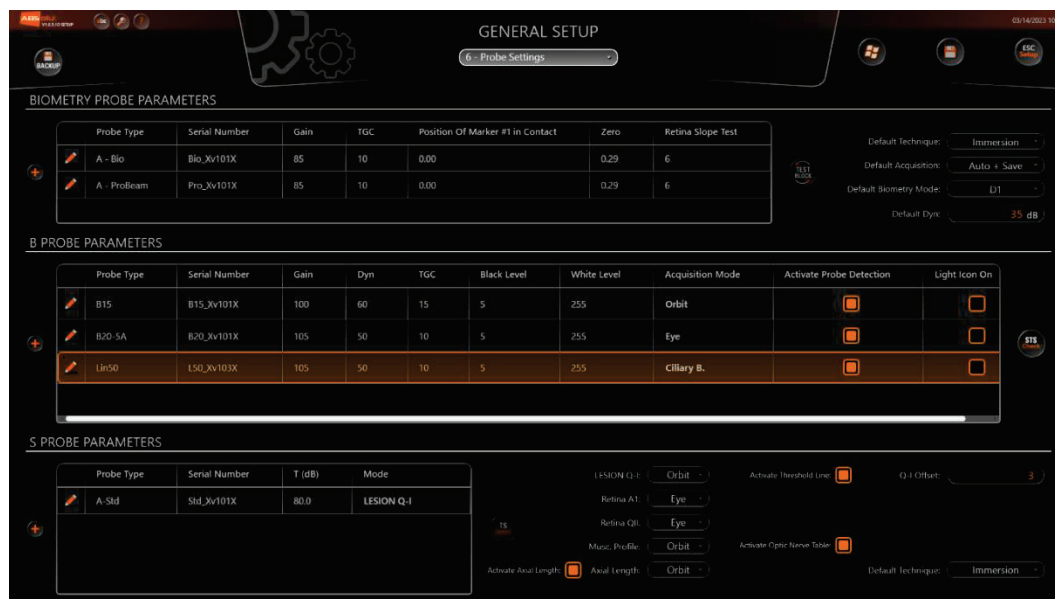 ABSolu
GENERAL SETUP
03/14/2023 10
BACKUP
6 - Probe Settings
ESC
Setup
BIOMETRY PROBE PARAMETERS
Probe Type Serial Number Gain TGC Position Of Marker #1 in Contact Zero Retina Slope Test
A - Bio Bio_Xv101X 85 10 0.00 0.29 6
A - ProBeam Pro_Xv101X 85 10 0.00 0.29 6
TEST
BLOCK
Default Technique: Immersion
Default Acquisition: Auto + Save
Default Biometry Mode: D1
Default Dyn: 35 dB
B PROBE PARAMETERS
Probe Type Serial Number Gain Dyn TGC Black Level White Level Acquisition Mode Activate Probe Detection Light Icon On
B15 B15_Xv101X 100 60 15 5 255 Orbit
B20-5A B20_Xv101X 105 50 10 5 255 Eye
Lin50 L50_Xv103X 105 50 10 5 255 Ciliary B.
STS
Check
S PROBE PARAMETERS
Probe Type Serial Number T (dB) Mode
A-Std Std_Xv101X 80.0 LESION Q-I
TS
LESION Q-I: Orbit Activate Threshold Line: Q-I Offset: 3
Retina A1: Eye
Retina QII: Eye
Musc. Profile: Orbit Activate Optic Nerve Table:
Activate Axial Length: Axial Length: Orbit Default Technique: Immersion